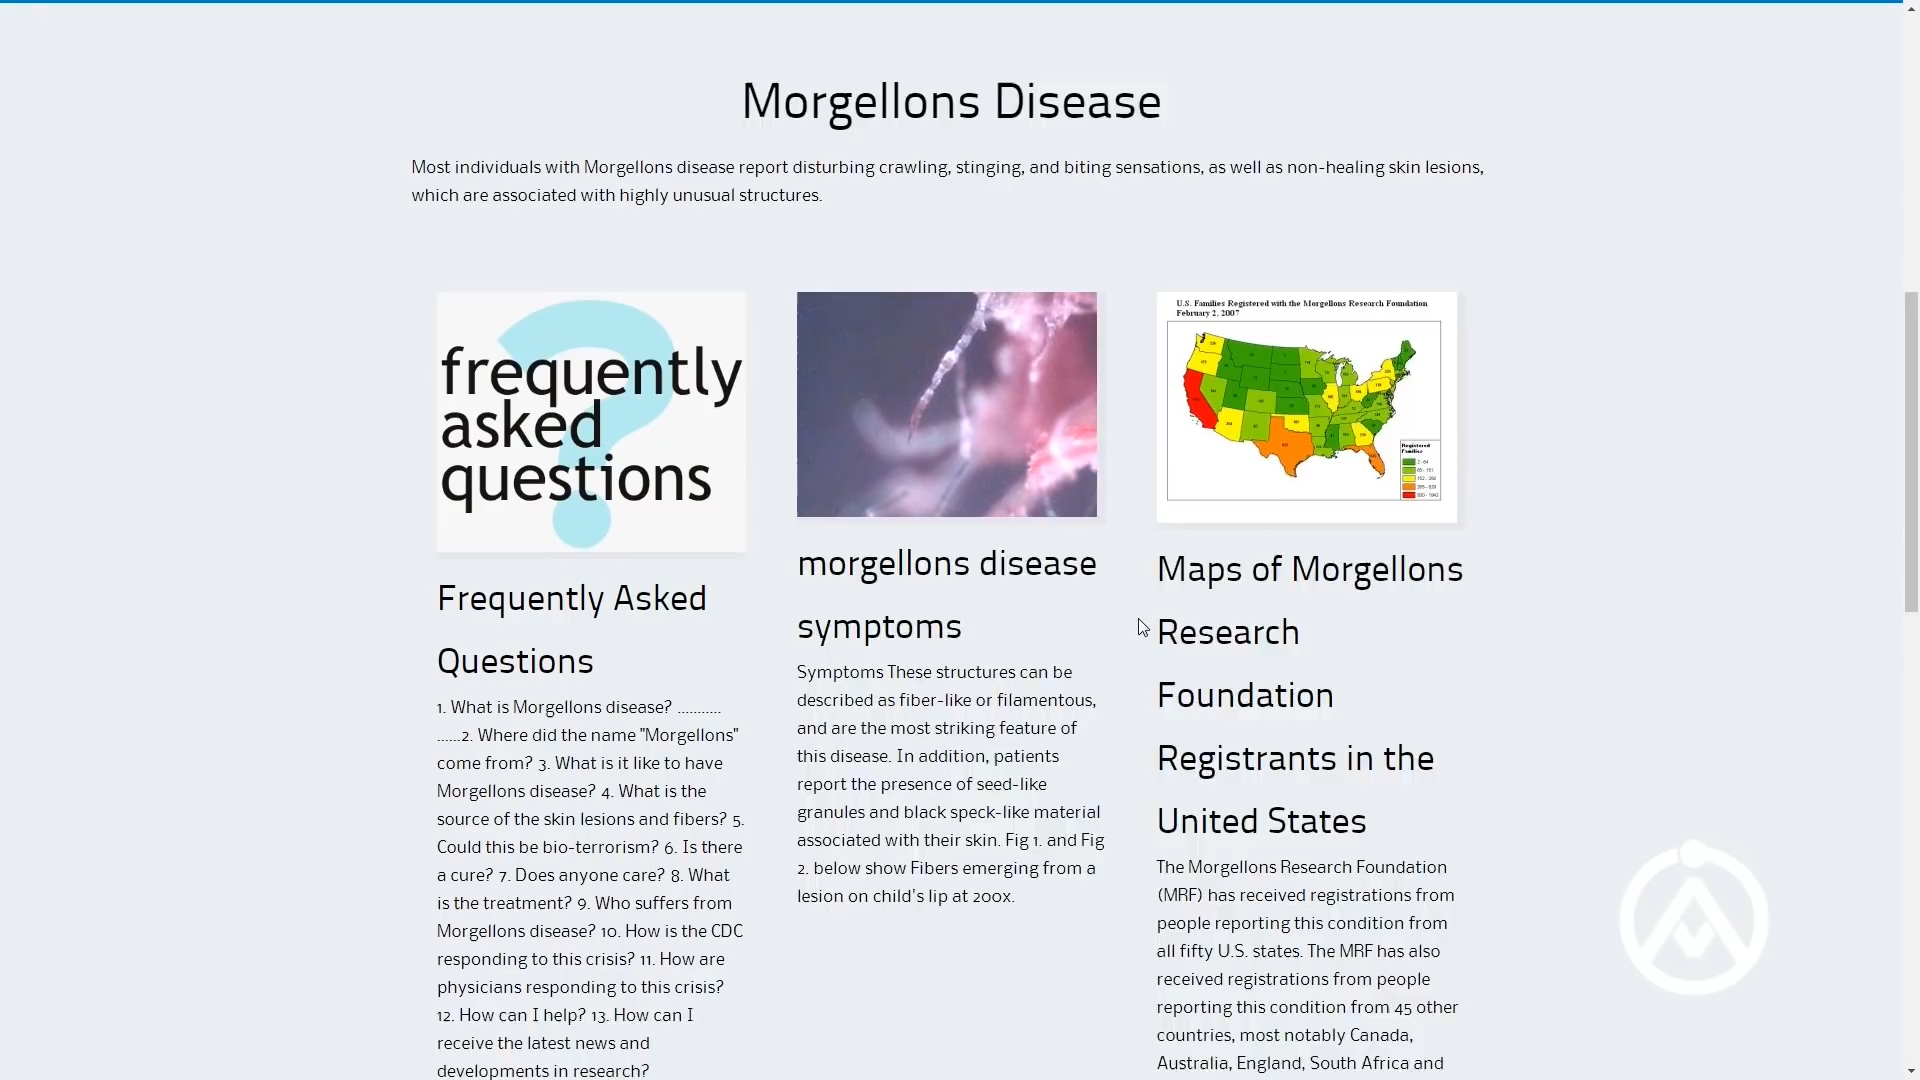 Morgellons Disease
Most individuals with Morgellons disease report disturbing crawling, stinging, and biting sensations, as well as non-healing skin lesions,
which are associated with highly unusual structures.
frequently
asked
questions
Frequently Asked
Questions
1. What is Morgellons disease? ...........
......2. Where did the name "Morgellons"
come from? 3. What is it like to have
Morgellons disease? 4. What is the
source of the skin lesions and fibers? 5.
Could this be bio-terrorism? 6. Is there
a cure? 7. Does anyone care? 8. What
is the treatment? 9. Who suffers from
Morgellons disease? 10. How is the CDC
responding to this crisis? 11. How are
physicians responding to this crisis?
12. How can I help? 13. How can I
receive the latest news and
developments in research?
morgellons disease
symptoms
Symptoms These structures can be
described as fiber-like or filamentous,
and are the most striking feature of
this disease. In addition, patients
report the presence of seed-like
granules and black speck-like material
associated with their skin. Fig 1. and Fig
2. below show Fibers emerging from a
lesion on child's lip at 200x.
U.S. Families Registered with the Morgellons Research Foundation
February 2, 2007
Registered
Families
Maps of Morgellons
Research
Foundation
Registrants in the
United States
The Morgellons Research Foundation
(MRF) has received registrations from
people reporting this condition from
all fifty U.S. states. The MRF has also
received registrations from people
reporting this condition from 45 other
countries, most notably Canada,
Australia, England, South Africa and